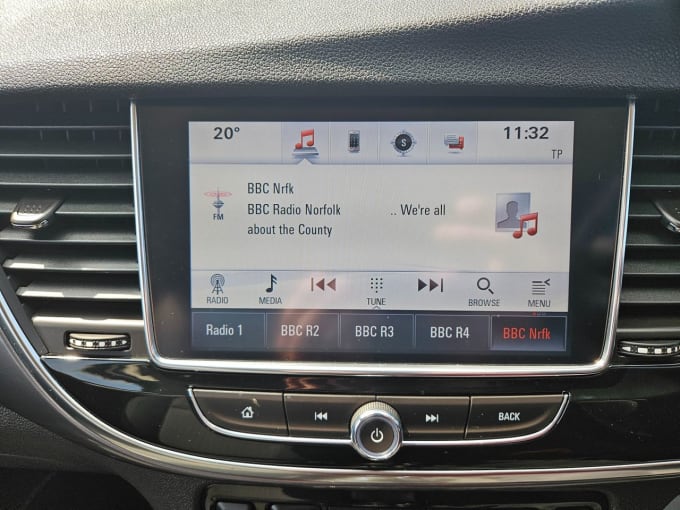 20° 11:32
TP
S
BBC Nrfk
BBC Radio Norfolk .. We're all
about the County
FM
RADIO MEDIA TUNE BROWSE MENU
Radio 1 BBC R2 BBC R3 BBC R4 BBC Nrfk
BACK